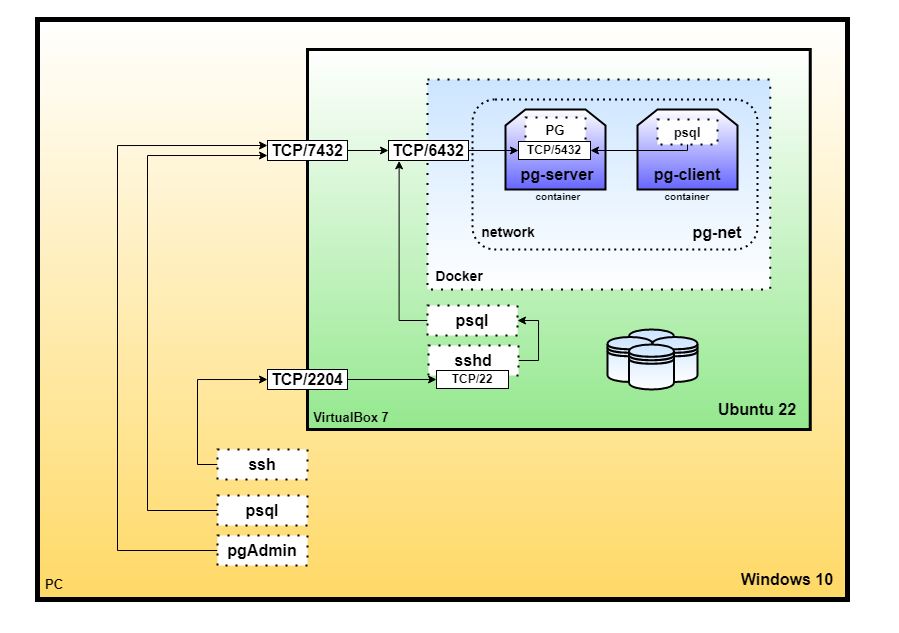 PG
psql
TCP/7432
TCP/6432
TCP/5432
pg-server
pg-client
container
container
network
pg-net
Docker
psql
sshd
TCP/2204
TCP/22
VirtualBox 7
Ubuntu 22
ssh
psql
pgAdmin
PC
Windows 10